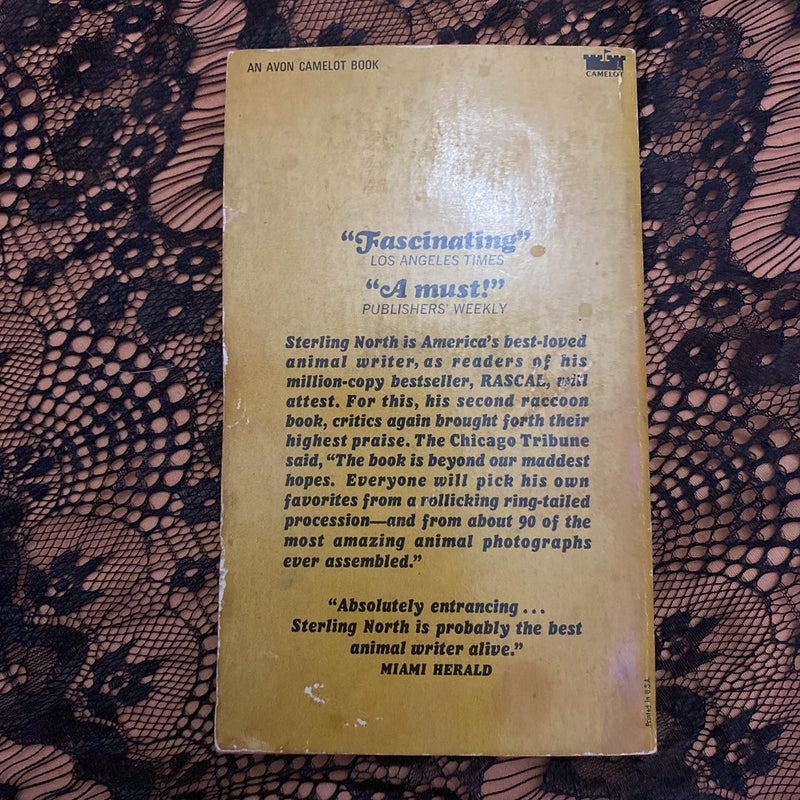 AN AVON CAMELOT BOOK
CAMELOT
“Fascinating”
LOS ANGELES TIMES
“A must!”
PUBLISHERS’ WEEKLY
Sterling North is America’s best-loved
animal writer, as readers of his
million-copy bestseller, RASCAL, will
attest. For this, his second raccoon
book, critics again brought forth their
highest praise. The Chicago Tribune
said, “The book is beyond our maddest
hopes. Everyone will pick his own
favorites from a rollicking ring-tailed
procession—and from about 90 of the
most amazing animal photographs
ever assembled.”
“Absolutely entrancing...
Sterling North is probably the best
animal writer alive.”
MIAMI HERALD
Printed in U.S.A.